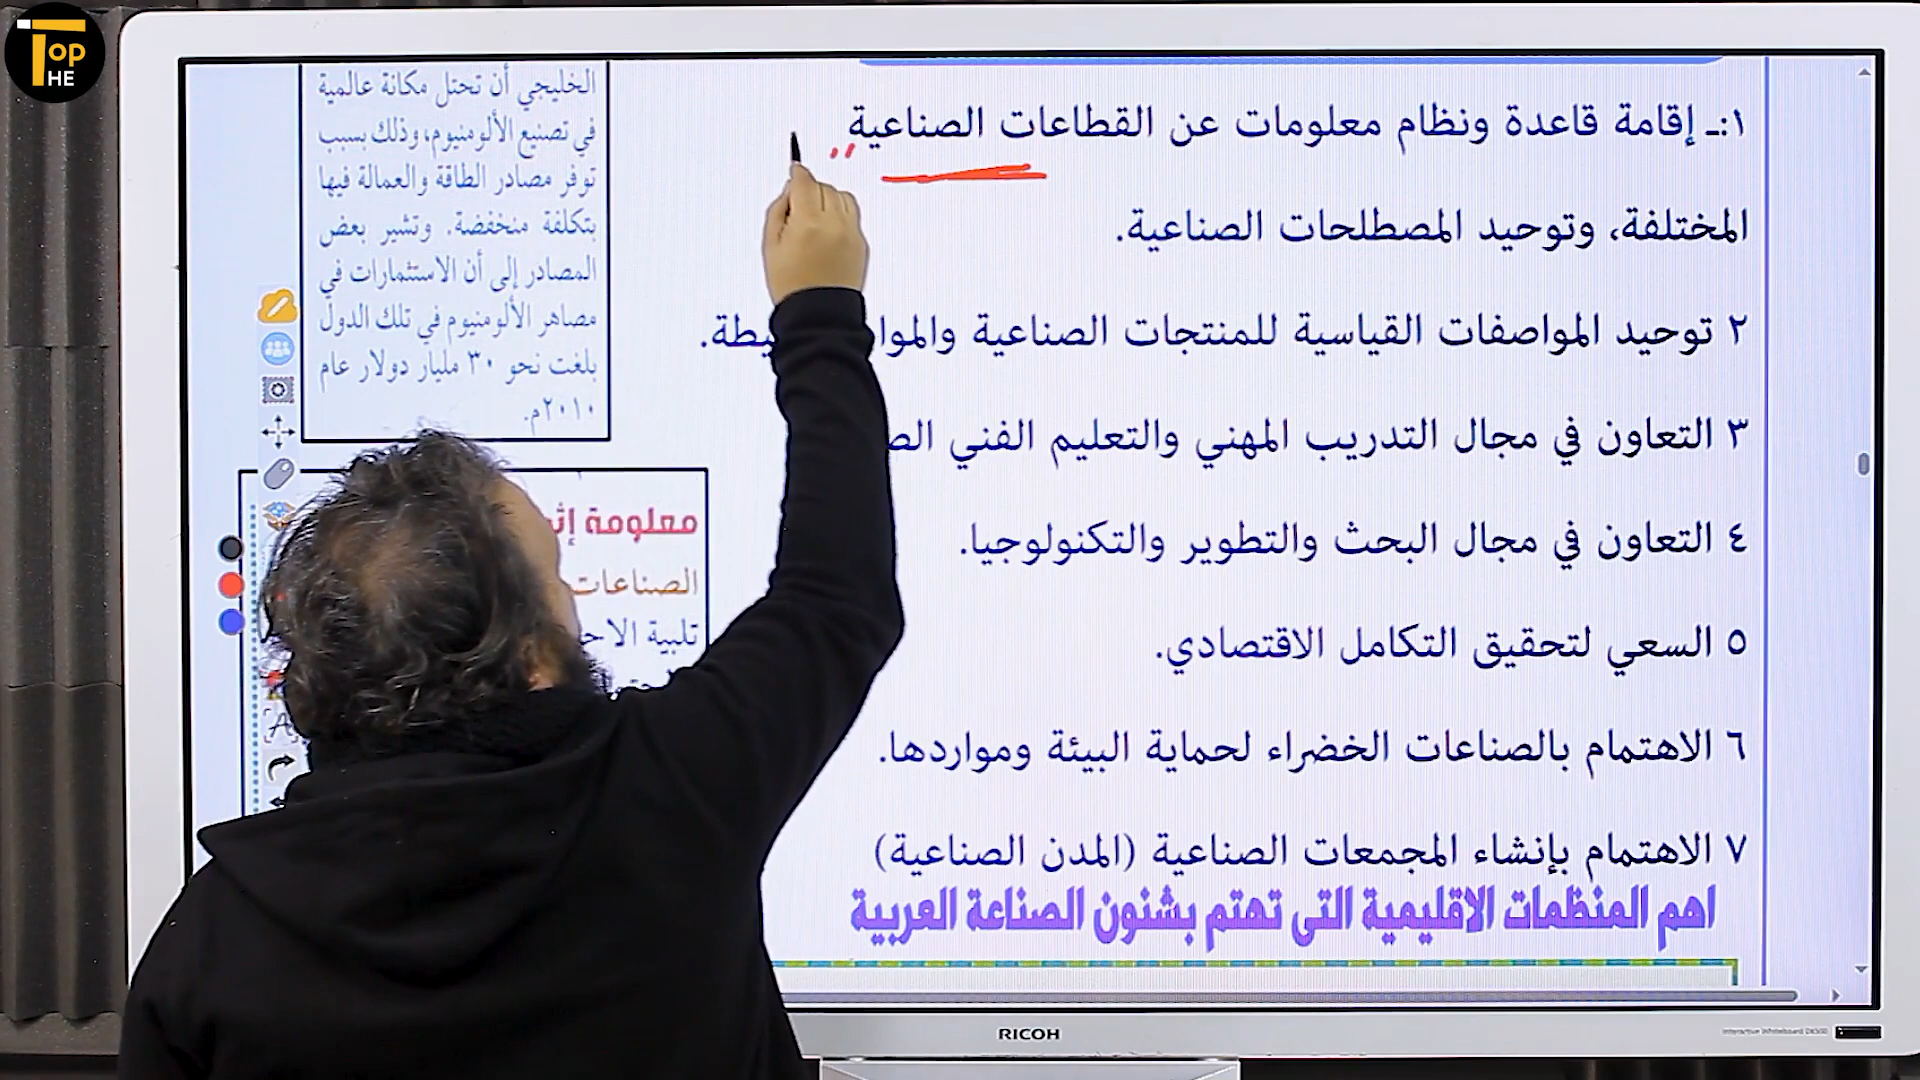 TOP
THE
١:ـ إقامة قاعدة ونظام معلومات عن القطاعات الصناعية
المختلفة، وتوحيد المصطلحات الصناعية.
٢ توحيد المواصفات القياسية للمنتجات الصناعية
٣ التعاون في مجال التدريب المهني والتعليم الفني
٤ التعاون في مجال البحث والتطوير والتكنولوجيا.
٥ السعي لتحقيق التكامل الاقتصادي.
٦ الاهتمام بالصناعات الخضراء لحماية البيئة ومواردها.
٧ الاهتمام بإنشاء المجمعات الصناعية (المدن الصناعية)
اهم المنظمات الاقليمية التى تهتم بشئون الصناعة العربية
الخليجي أن تحتل مكانة عالمية
في تصنيع الألومنيوم، وذلك بسبب
توفر مصادر الطاقة والعمالة فيها
بتكلفة منخفضة. وتشير بعض
المصادر إلى أن الاستثمارات في
مصاهر الألومنيوم في تلك الدول
بلغت نحو ٣٠ مليار دولار عام
٢٠١٠م.
معلومة
الصناعات
تلبية
RICOH